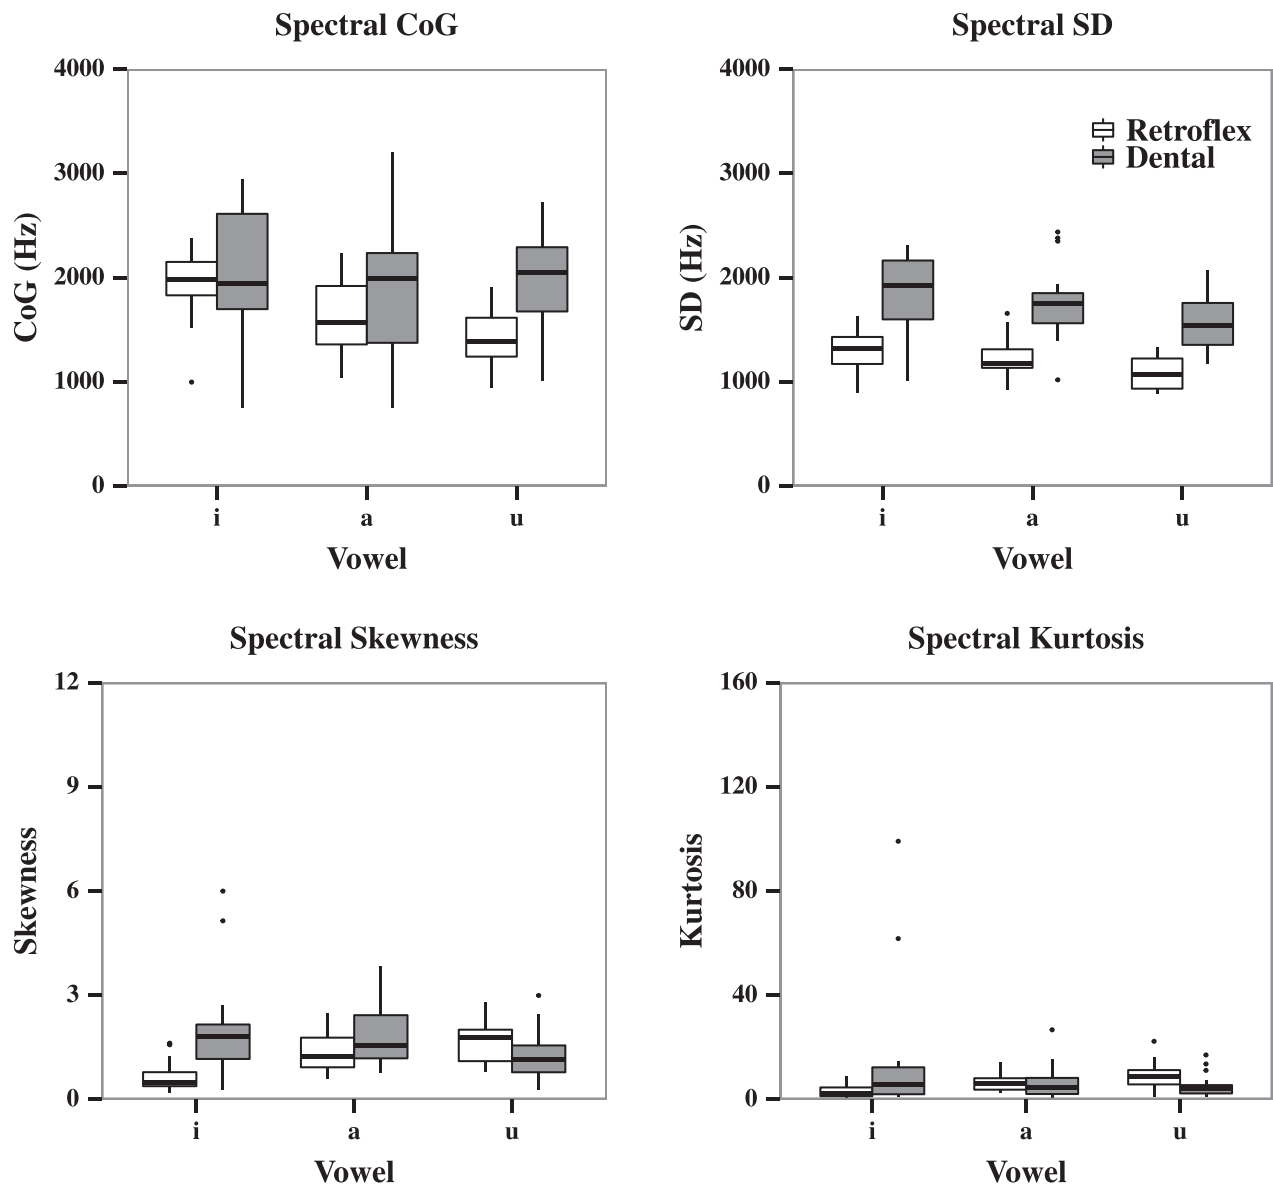 Spectral CoG
4000
3000
2000
1000
0
CoG (Hz)
i a u
Vowel
Spectral SD
4000
3000
2000
1000
0
SD (Hz)
Retroflex
Dental
i a u
Vowel
Spectral Skewness
12
9
6
3
0
Skewness
i a u
Vowel
Spectral Kurtosis
160
120
80
40
0
Kurtosis
i a u
Vowel